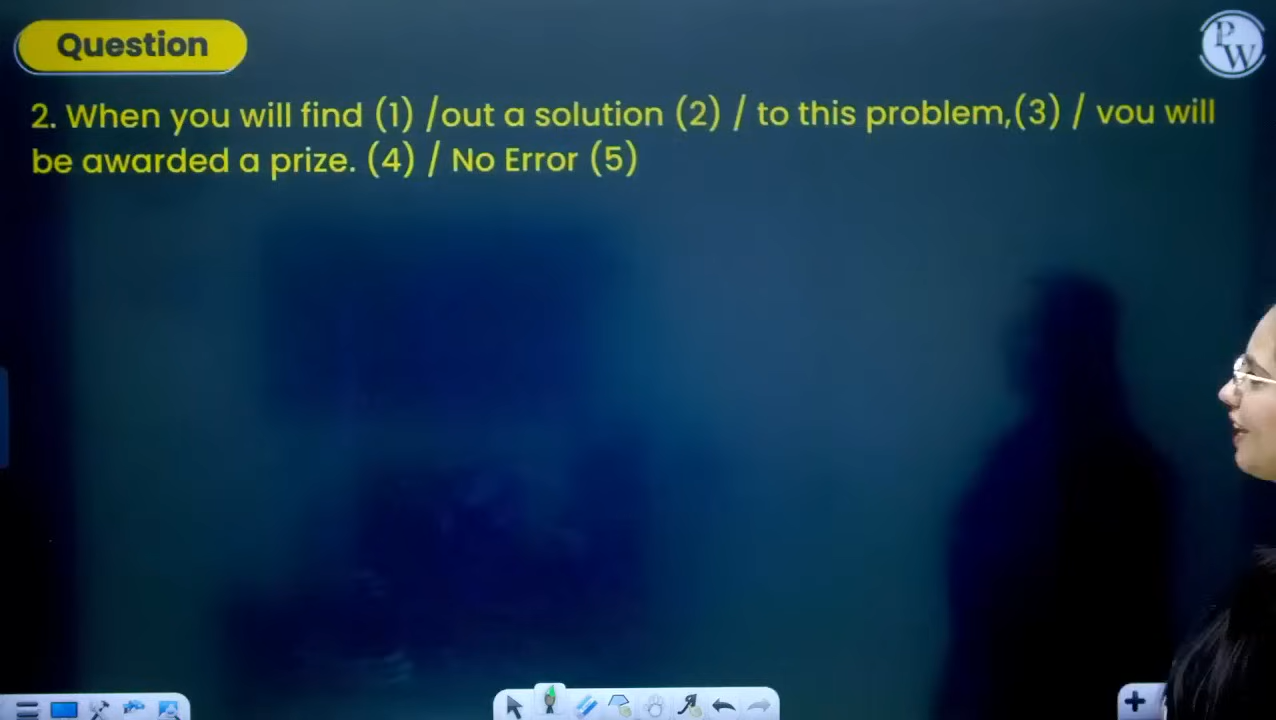 Question
PW
2. When you will find (1) /out a solution (2) / to this problem,(3) / vou will
be awarded a prize. (4) / No Error (5)